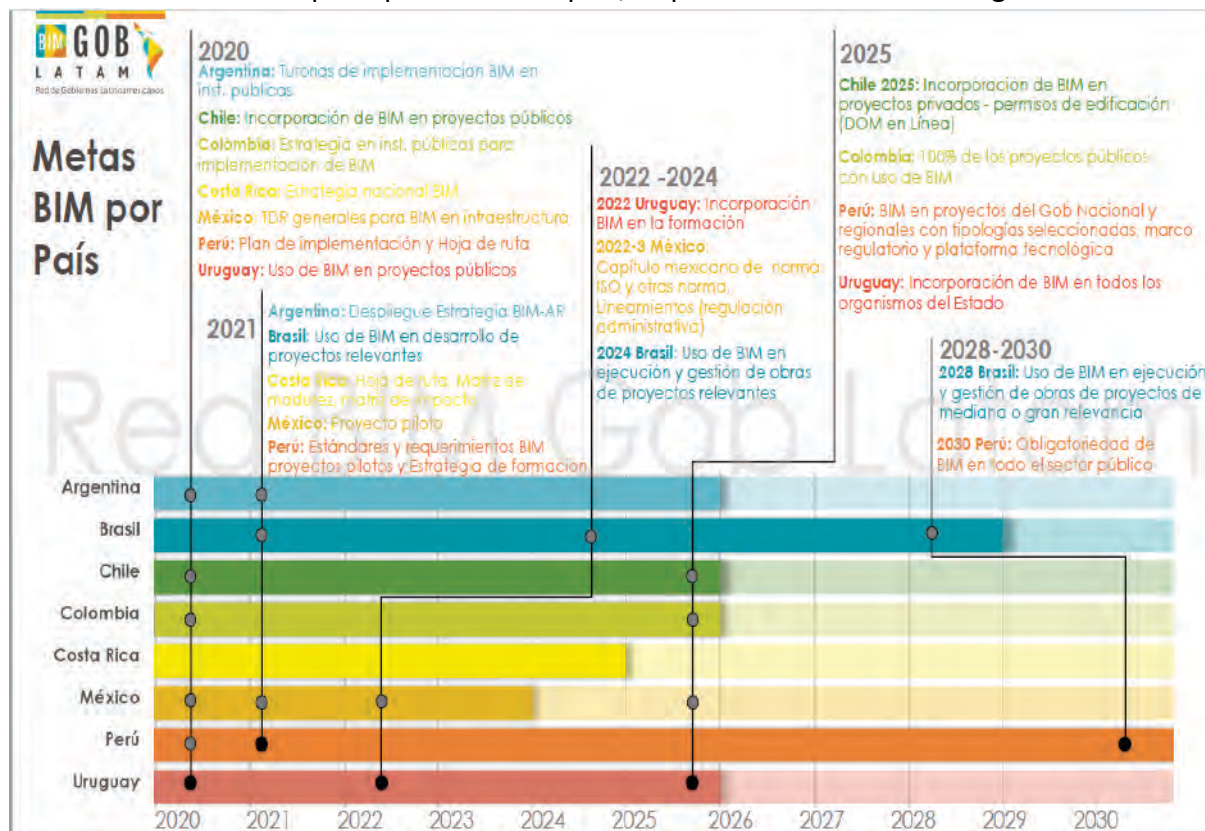 BIM GOB
LATAM
Red de Gobiernos Latinoamericanos
Metas
BIM por
País
2020
Argentina: Turonas de implementacion BIM en
inst. publicas
Chile: Incorporación de BIM en proyectos públicos
Colombia: Estrategia en inst. públicas para
implementación de BIM
Costa Rica: Estrategia nacional BIM
México: TDR generales para BIM en infraestructura
Perú: Plan de implementación y Hoja de ruta
Uruguay: Uso de BIM en proyectos públicos
2021
Argentina: Despliegue Estrategia BIM-AR
Brasil: Uso de BIM en desarrollo de
proyectos relevantes
Costa Rica: Hoja de ruta, Matriz de
madurez, matriz de impacto
México: Proyecto piloto
Perú: Estándares y requerimientos BIM
proyectos pilotos y Estrategia de formación
2022 -2024
2022 Uruguay: Incorporación
BIM en la formación
2022-3 México:
Capítulo mexicano de norma
ISO y otras norma,
Lineamientos (regulación
administrativa)
2024 Brasil: Uso de BIM en
ejecución y gestión de obras
de proyectos relevantes
2025
Chile 2025: Incorporación de BIM en
proyectos privados - permisos de edificación
(DOM en Línea)
Colombia: 100% de los proyectos públicos
con uso de BIM
Perú: BIM en proyectos del Gob Nacional y
regionales con tipologías seleccionadas, marco
regulatorio y plataforma tecnológica
Uruguay: Incorporación de BIM en todos los
organismos del Estado
2028-2030
2028 Brasil: Uso de BIM en ejecución
y gestión de obras de proyectos de
mediana o gran relevancia
2030 Perú: Obligatoriedad de
BIM en todo el sector público
Red BIM Gob Latam
Argentina
Brasil
Chile
Colombia
Costa Rica
México
Perú
Uruguay
2020 2021 2022 2023 2024 2025 2026 2027 2028 2029 2030